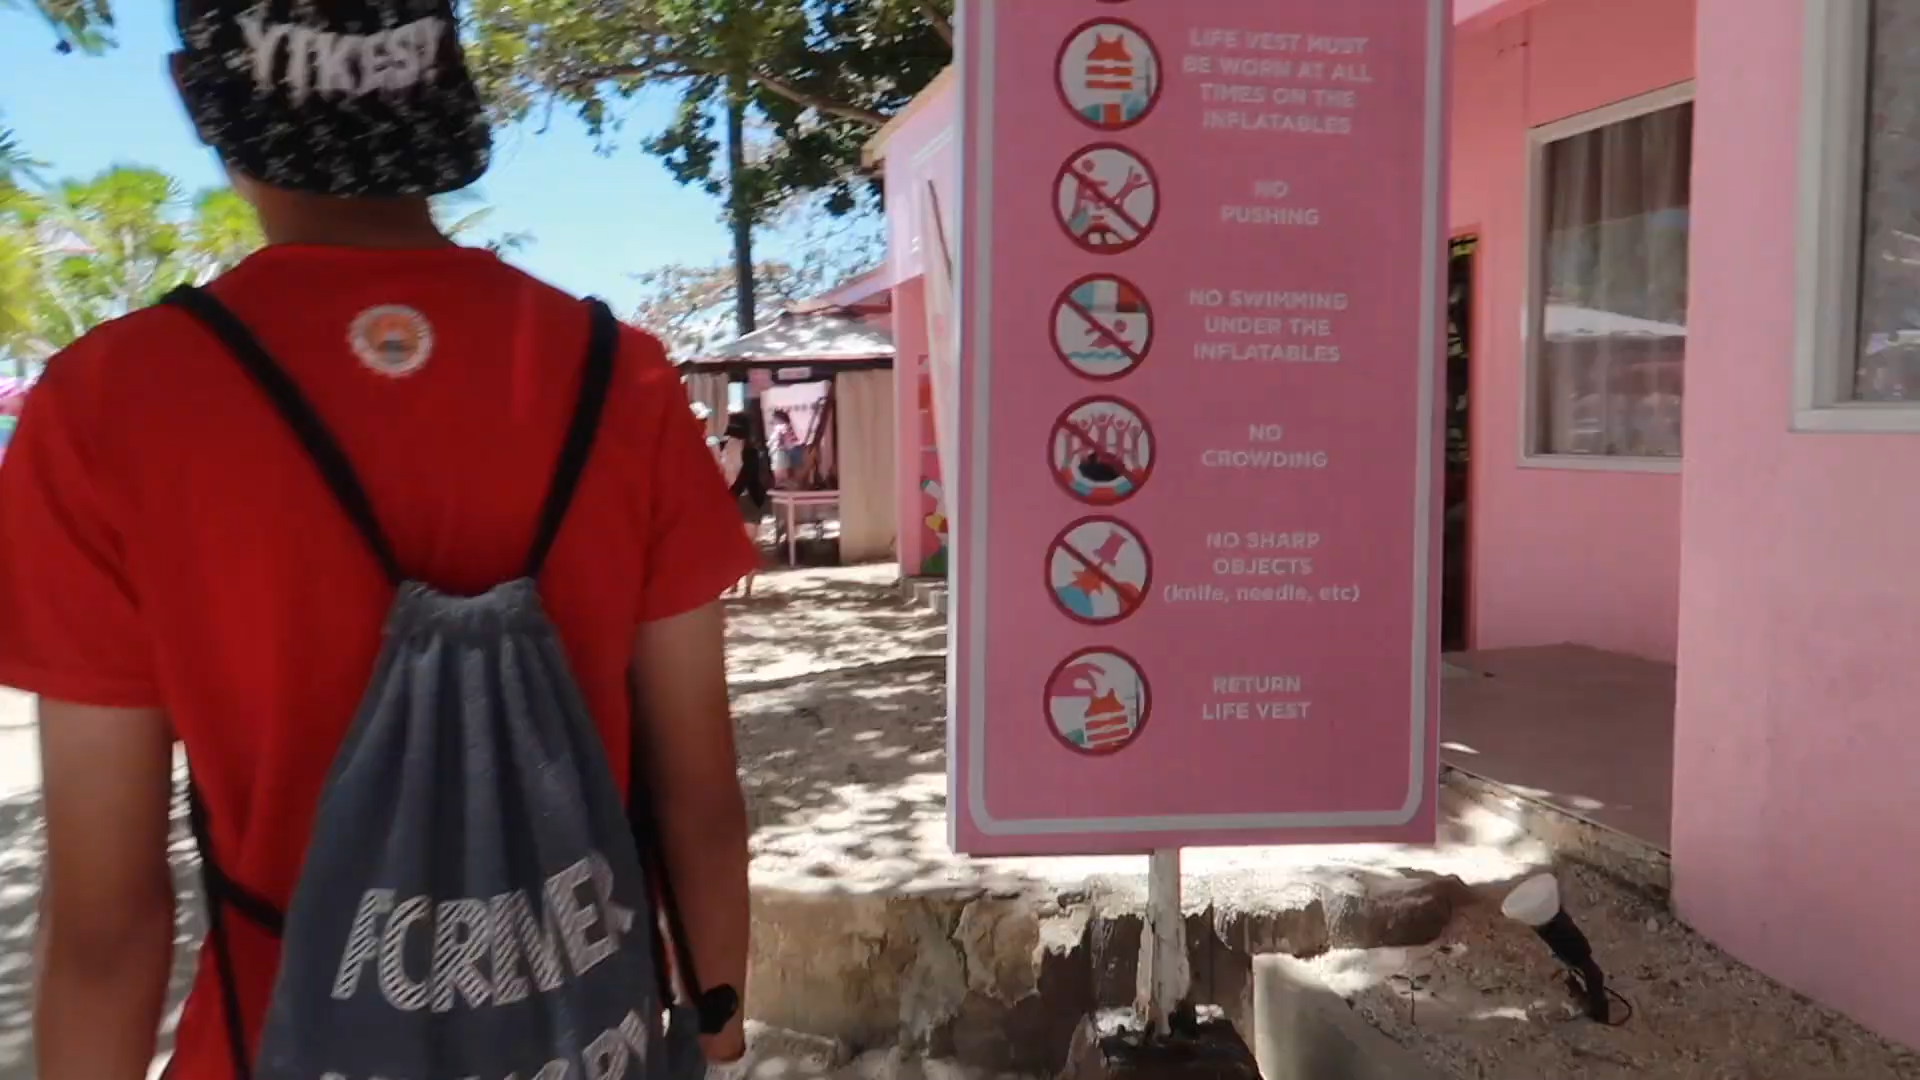 YIKES!
LIFE VEST MUST
BE WORN AT ALL
TIMES ON THE
INFLATABLES
NO
PUSHING
NO SWIMMING
UNDER THE
INFLATABLES
NO
CROWDING
NO SHARP
OBJECTS
(knife, needle, etc)
RETURN
LIFE VEST
FOREVER